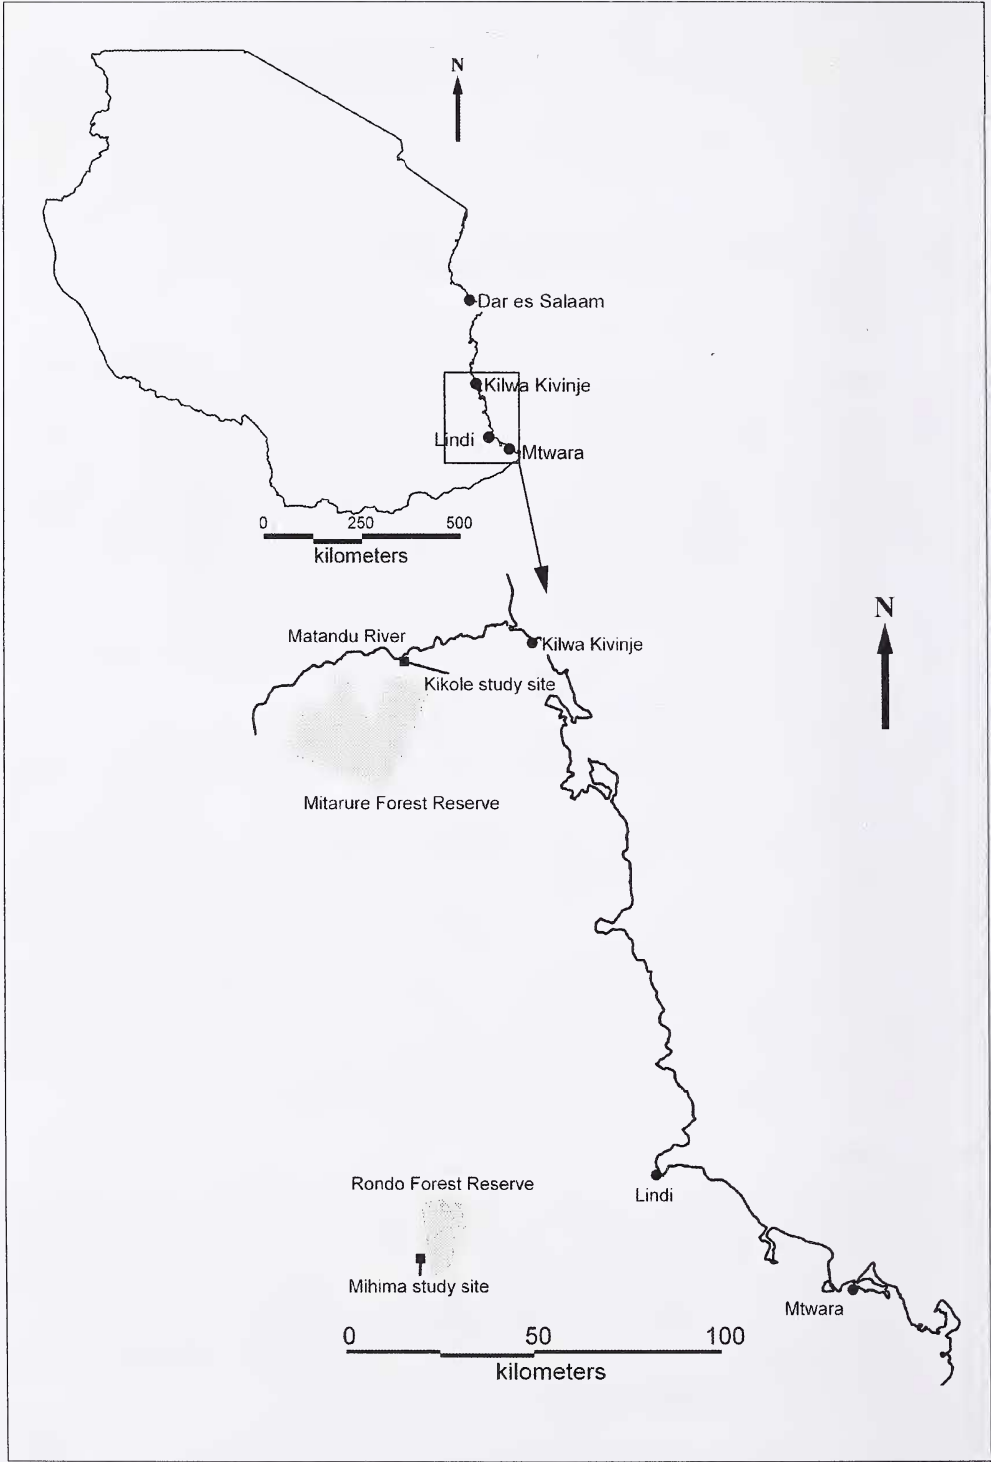 N
Dar es Salaam
Kilwa Kivinje
Lindi
Mtwara
0 250 500
kilometers
N
Matandu River
Kilwa Kivinje
Kikole study site
Mitarure Forest Reserve
Rondo Forest Reserve
Lindi
Mihima study site
Mtwara
0 50 100
kilometers